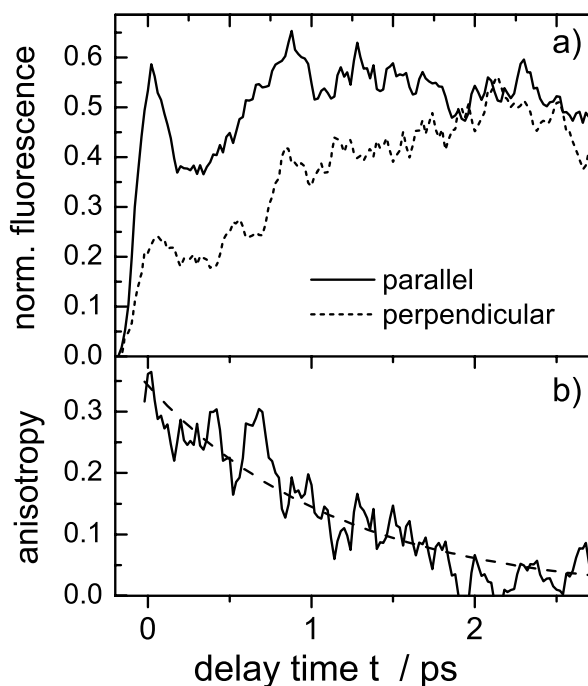 a)
norm. fluorescence
0.6
0.5
0.4
0.3
0.2
0.1
0.0
parallel
perpendicular
b)
anisotropy
0.3
0.2
0.1
0.0
0 1 2
delay time t / ps